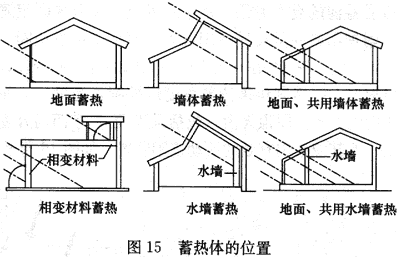 地面蓄热
墙体蓄热
地面、共用墙体蓄热
相变材料
水墙
水墙
相变材料蓄热
水墙蓄热
地面、共用水墙蓄热
图 15 蓄热体的位置